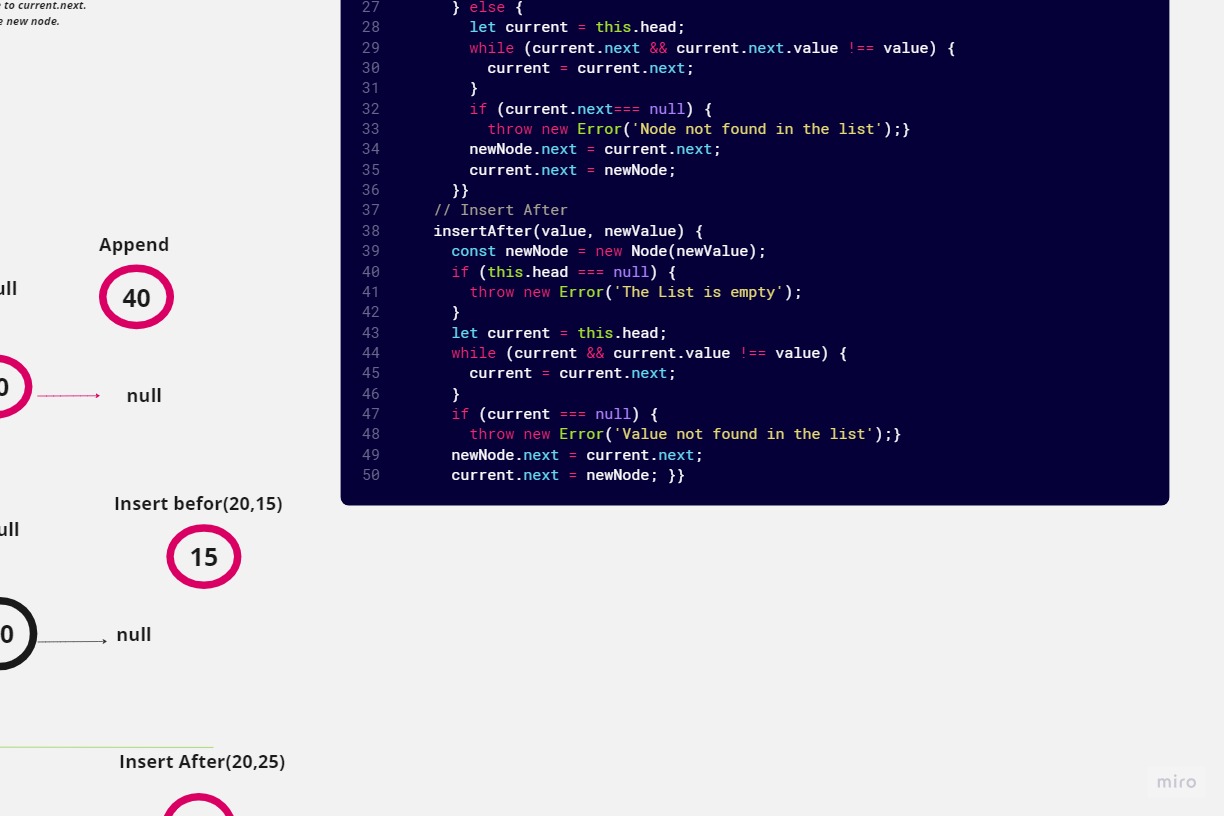 to current.next.
new node.
Append
ull
40
0
null
Insert befor(20,15)
ull
15
0
null
Insert After(20,25)
27 } else {
28 let current = this.head;
29 while (current.next && current.next.value !== value) {
30 current = current.next;
31 }
32 if (current.next=== null) {
33 throw new Error('Node not found in the list');}
34 newNode.next = current.next;
35 current.next = newNode;
36 }}
37 // Insert After
38 insertAfter(value, newValue) {
39 const newNode = new Node(newValue);
40 if (this.head === null) {
41 throw new Error('The List is empty');
42 }
43 let current = this.head;
44 while (current && current.value !== value) {
45 current = current.next;
46 }
47 if (current === null) {
48 throw new Error('Value not found in the list');}
49 newNode.next = current.next;
50 current.next = newNode; }}
miro